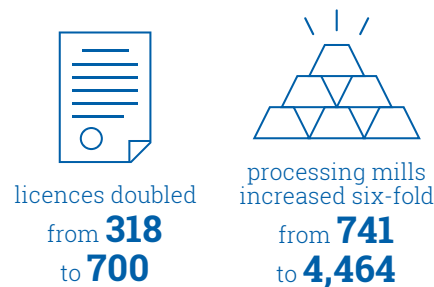 licences doubled
from 318
to 700
processing mills
increased six-fold
from 741
to 4,464